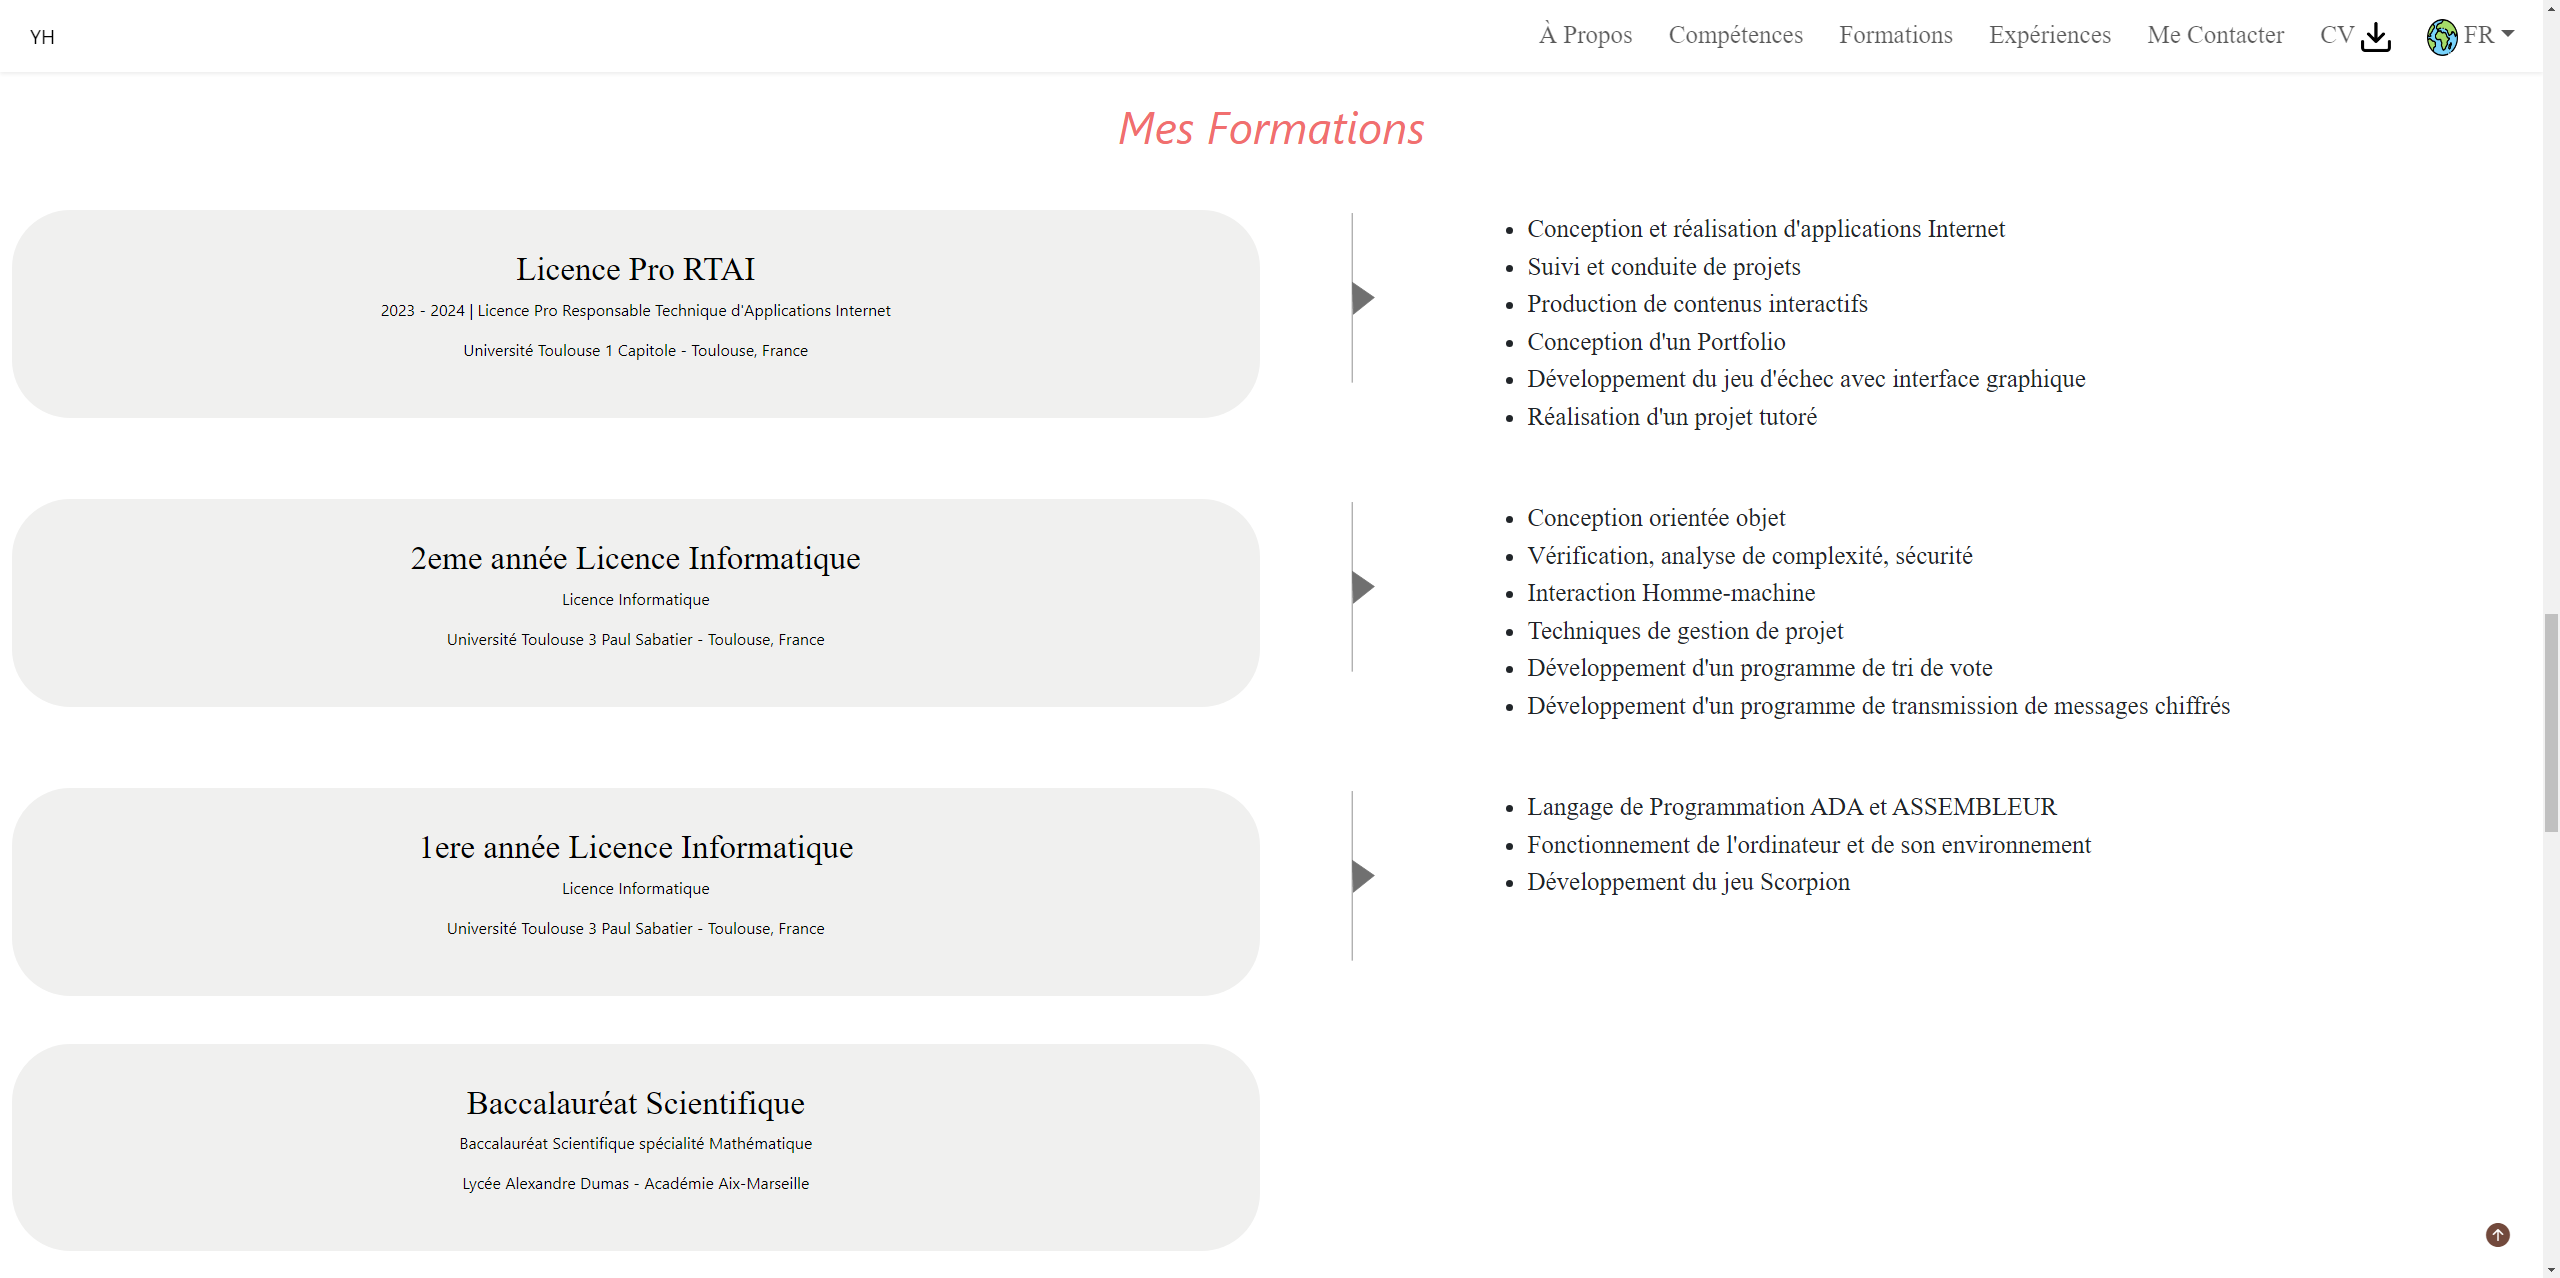 YH
À Propos
Compétences
Formations
Expériences
Me Contacter
CV
FR
Mes Formations
Licence Pro RTAI
2023 - 2024 | Licence Pro Responsable Technique d'Applications Internet
Université Toulouse 1 Capitole - Toulouse, France
Conception et réalisation d'applications Internet
Suivi et conduite de projets
Production de contenus interactifs
Conception d'un Portfolio
Développement du jeu d'échec avec interface graphique
Réalisation d'un projet tutoré
2eme année Licence Informatique
Licence Informatique
Université Toulouse 3 Paul Sabatier - Toulouse, France
Conception orientée objet
Vérification, analyse de complexité, sécurité
Interaction Homme-machine
Techniques de gestion de projet
Développement d'un programme de tri de vote
Développement d'un programme de transmission de messages chiffrés
1ere année Licence Informatique
Licence Informatique
Université Toulouse 3 Paul Sabatier - Toulouse, France
Langage de Programmation ADA et ASSEMBLEUR
Fonctionnement de l'ordinateur et de son environnement
Développement du jeu Scorpion
Baccalauréat Scientifique
Baccalauréat Scientifique spécialité Mathématique
Lycée Alexandre Dumas - Académie Aix-Marseille